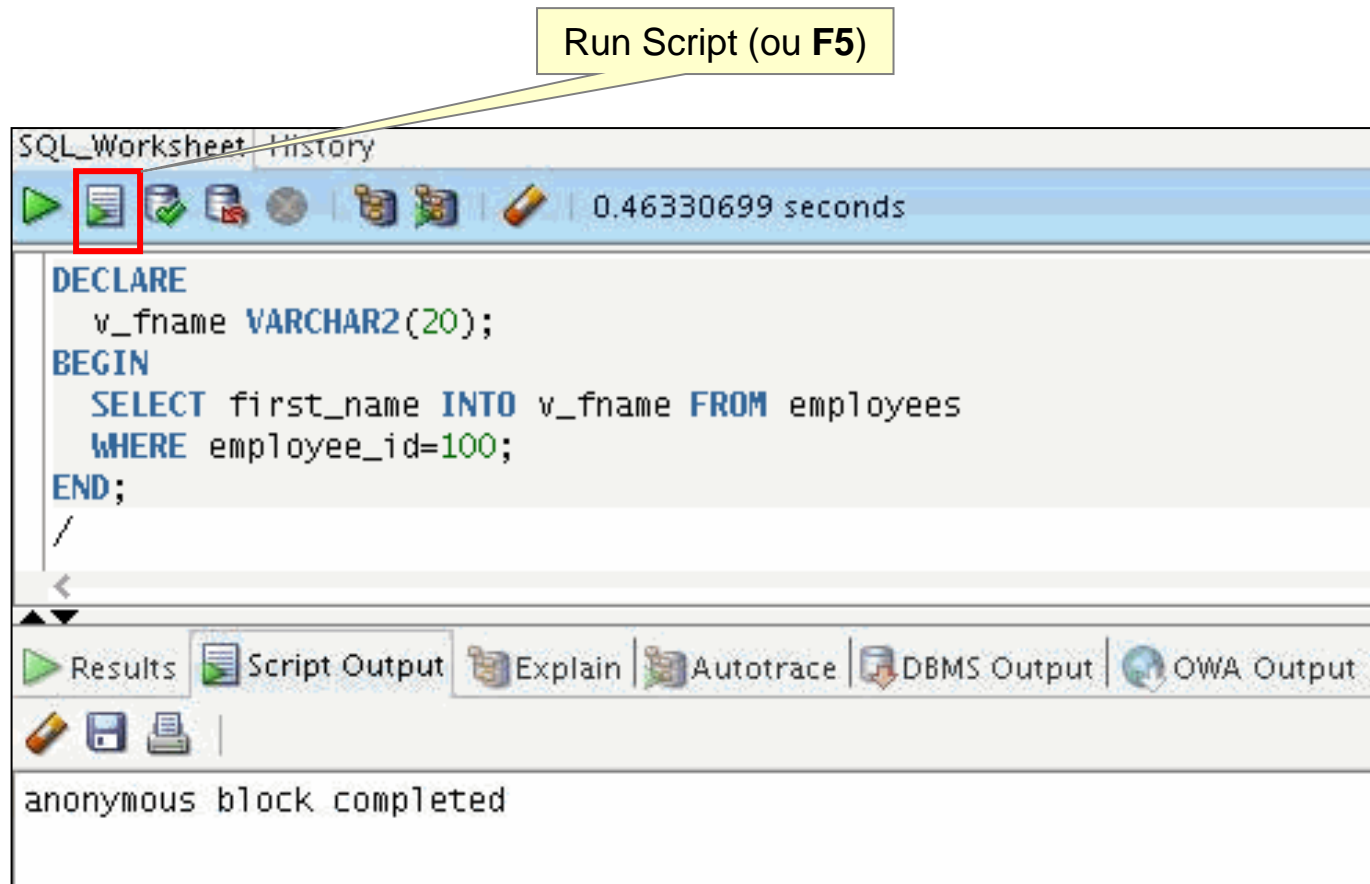 Run Script (ou F5)
SQL_Worksheet History
0.46330699 seconds
DECLARE
v_fname VARCHAR2(20);
BEGIN
SELECT first_name INTO v_fname FROM employees
WHERE employee_id=100;
END;
/
Results Script Output Explain Autotrace DBMS Output OWA Output
anonymous block completed